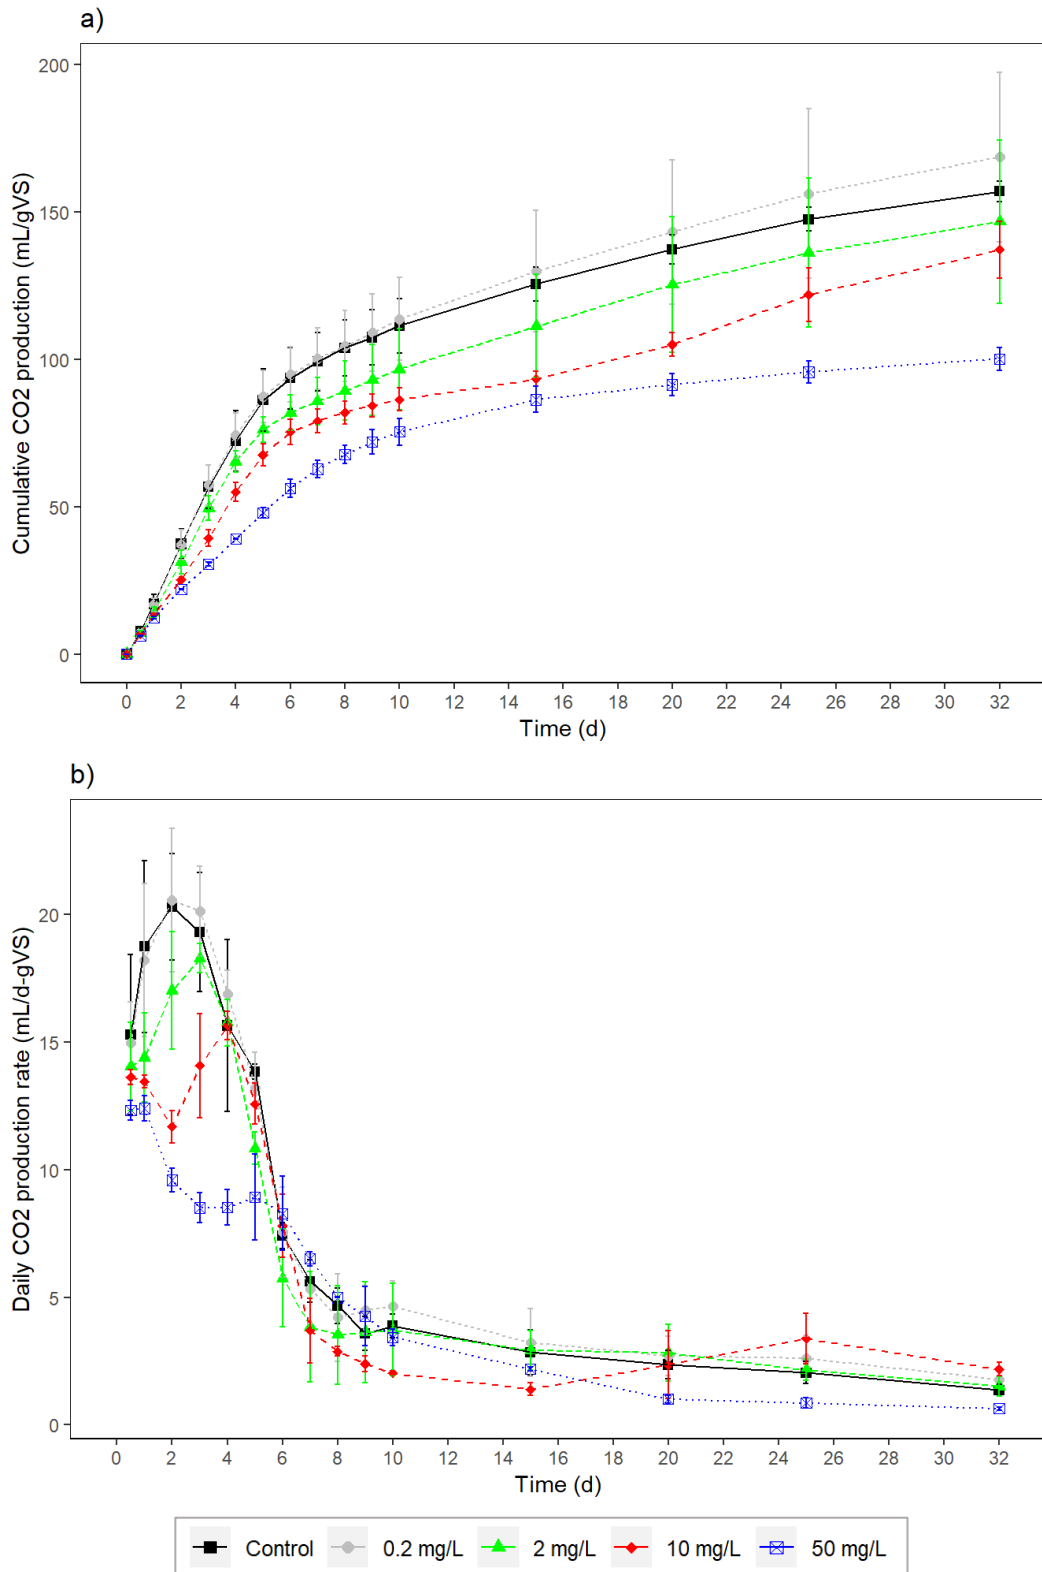 a)
200
150
100
50
0
Cumulative CO2 production (mL/gVS)
0 2 4 6 8 10 12 14 16 18 20 22 24 26 28 30 32
Time (d)
b)
20
15
10
5
0
Daily CO2 production rate (mL/d-gVS)
0 2 4 6 8 10 12 14 16 18 20 22 24 26 28 30 32
Time (d)
Control 0.2 mg/L 2 mg/L 10 mg/L 50 mg/L